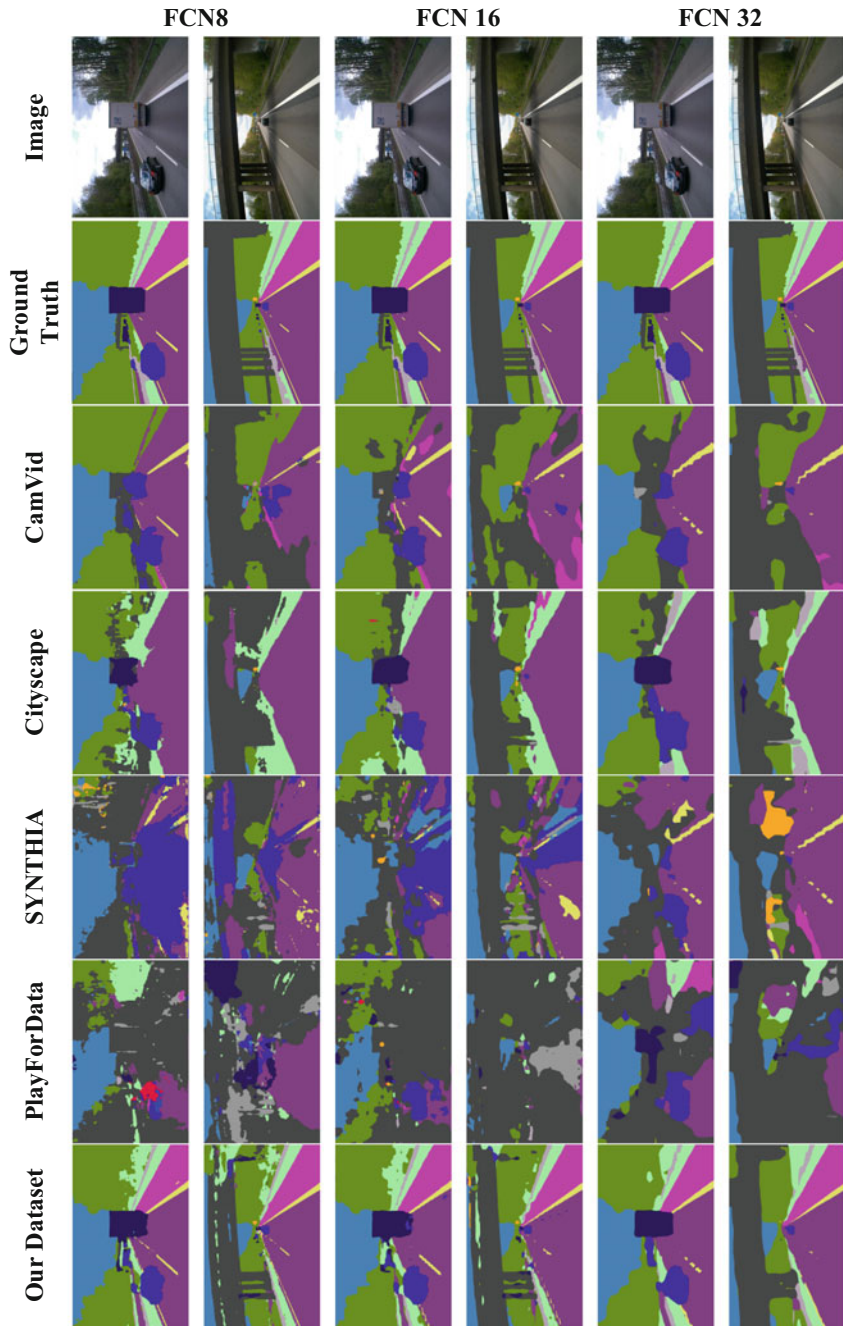 FCN8
FCN 16
FCN 32
Image
Ground
Truth
CamVid
Cityscape
SYNTHIA
PlayForData
Our Dataset